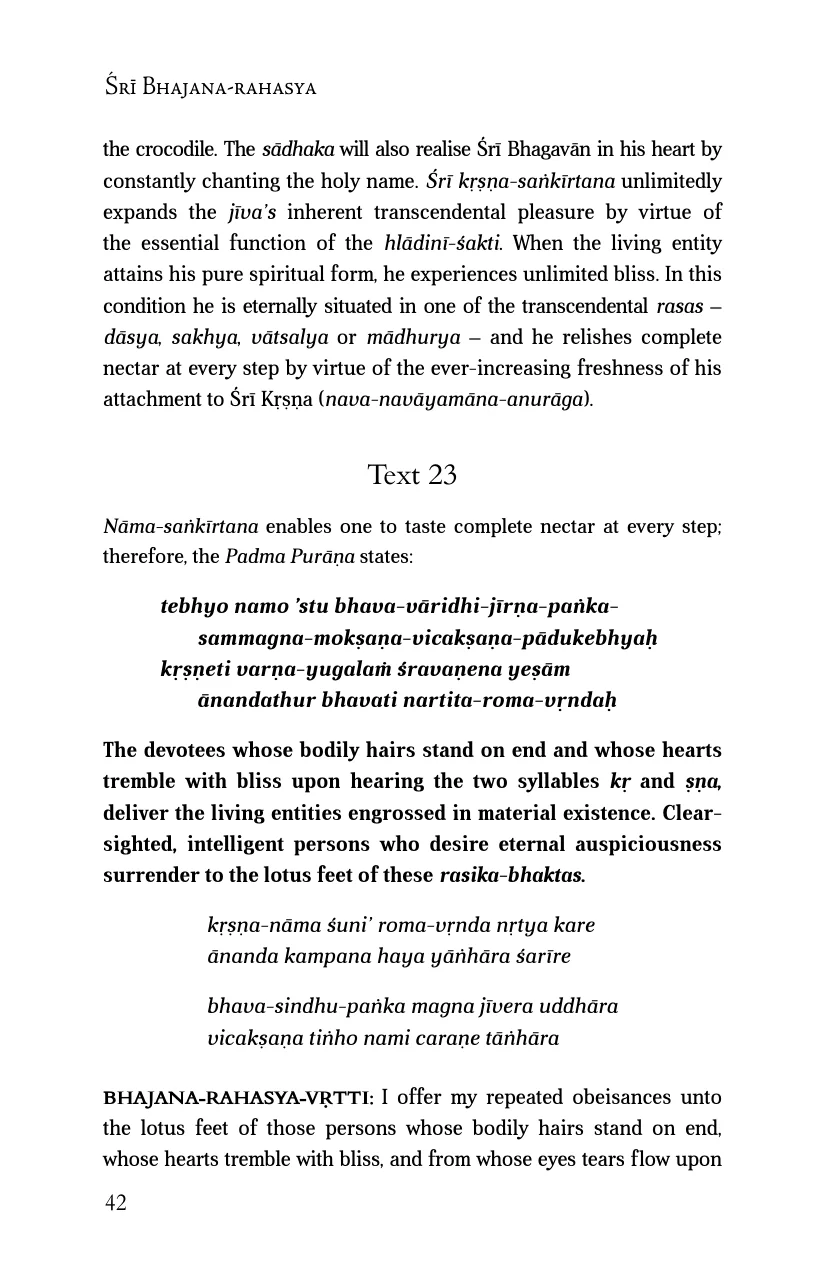 Śrī Bhajana-rahasya
the crocodile. The sādhaka will also realise Śrī Bhagavān in his heart by
constantly chanting the holy name. Śrī kṛṣṇa-saṅkīrtana unlimitedly
expands the jīva’s inherent transcendental pleasure by virtue of
the essential function of the hlādinī-śakti. When the living entity
attains his pure spiritual form, he experiences unlimited bliss. In this
condition he is eternally situated in one of the transcendental rasas –
dāsya, sakhya, vātsalya or mādhurya – and he relishes complete
nectar at every step by virtue of the ever-increasing freshness of his
attachment to Śrī Kṛṣṇa (nava-navāyamāna-anurāga).
Text 23
Nāma-saṅkīrtana enables one to taste complete nectar at every step;
therefore, the Padma Purāṇa states:
tebhyo namo ’stu bhava-vāridhi-jīrṇa-paṅka-
sammagna-mokṣaṇa-vicakṣaṇa-pādukebhyaḥ
kṛṣṇeti varṇa-yugalaṁ śravaṇena yeṣām
ānandathur bhavati nartita-roma-vṛndaḥ
The devotees whose bodily hairs stand on end and whose hearts
tremble with bliss upon hearing the two syllables kṛ and ṣṇa,
deliver the living entities engrossed in material existence. Clear-
sighted, intelligent persons who desire eternal auspiciousness
surrender to the lotus feet of these rasika-bhaktas.
kṛṣṇa-nāma śuni’ roma-vṛnda nṛtya kare
ānanda kampana haya yāṅhāra śarīre
bhava-sindhu-paṅka magna jīvera uddhāra
vicakṣaṇa tiṅho nami caraṇe tāṅhāra
BHAJANA-RAHASYA-VṚTTI: I offer my repeated obeisances unto
the lotus feet of those persons whose bodily hairs stand on end,
whose hearts tremble with bliss, and from whose eyes tears flow upon
42